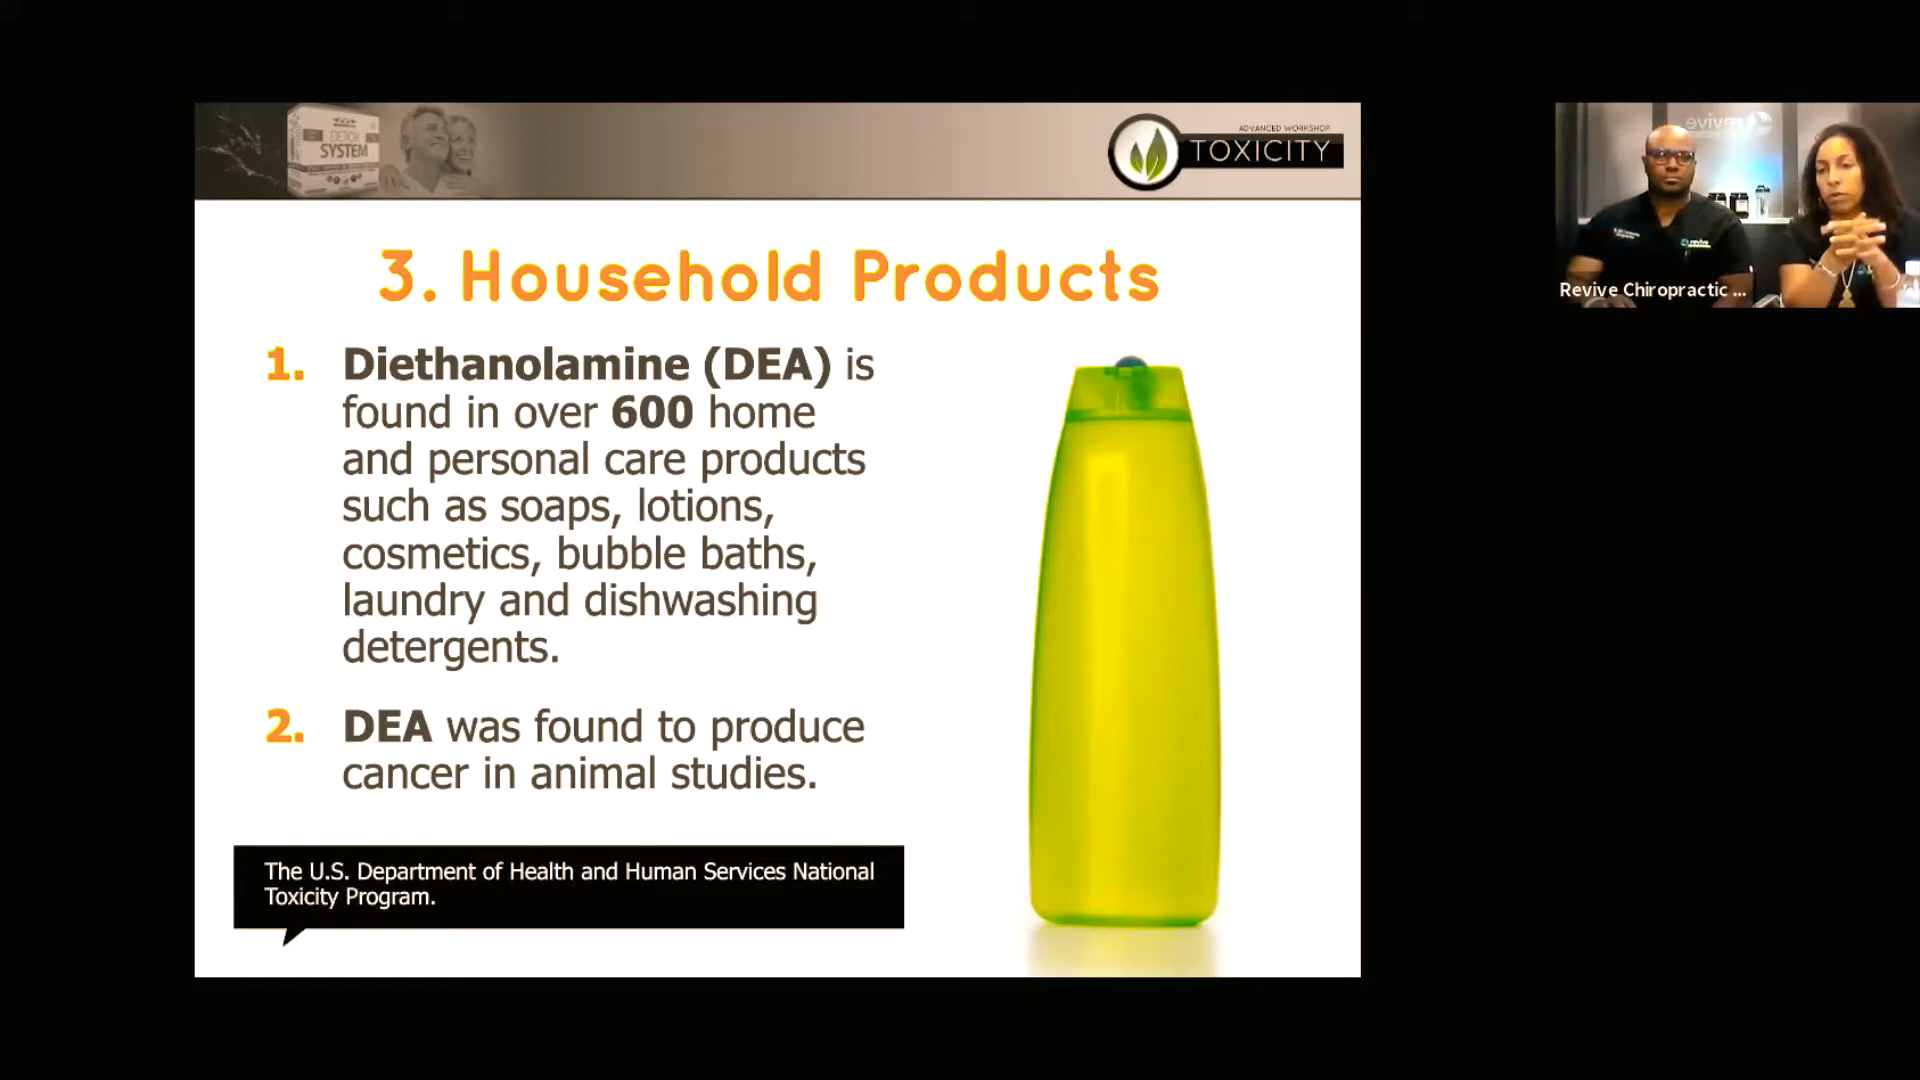 DETOX
SYSTEM
ADVANCED WORKSHOP
TOXICITY
3. Household Products
1. Diethanolamine (DEA) is
found in over 600 home
and personal care products
such as soaps, lotions,
cosmetics, bubble baths,
laundry and dishwashing
detergents.
2. DEA was found to produce
cancer in animal studies.
The U.S. Department of Health and Human Services National
Toxicity Program.
revive
Revive Chiropractic ...